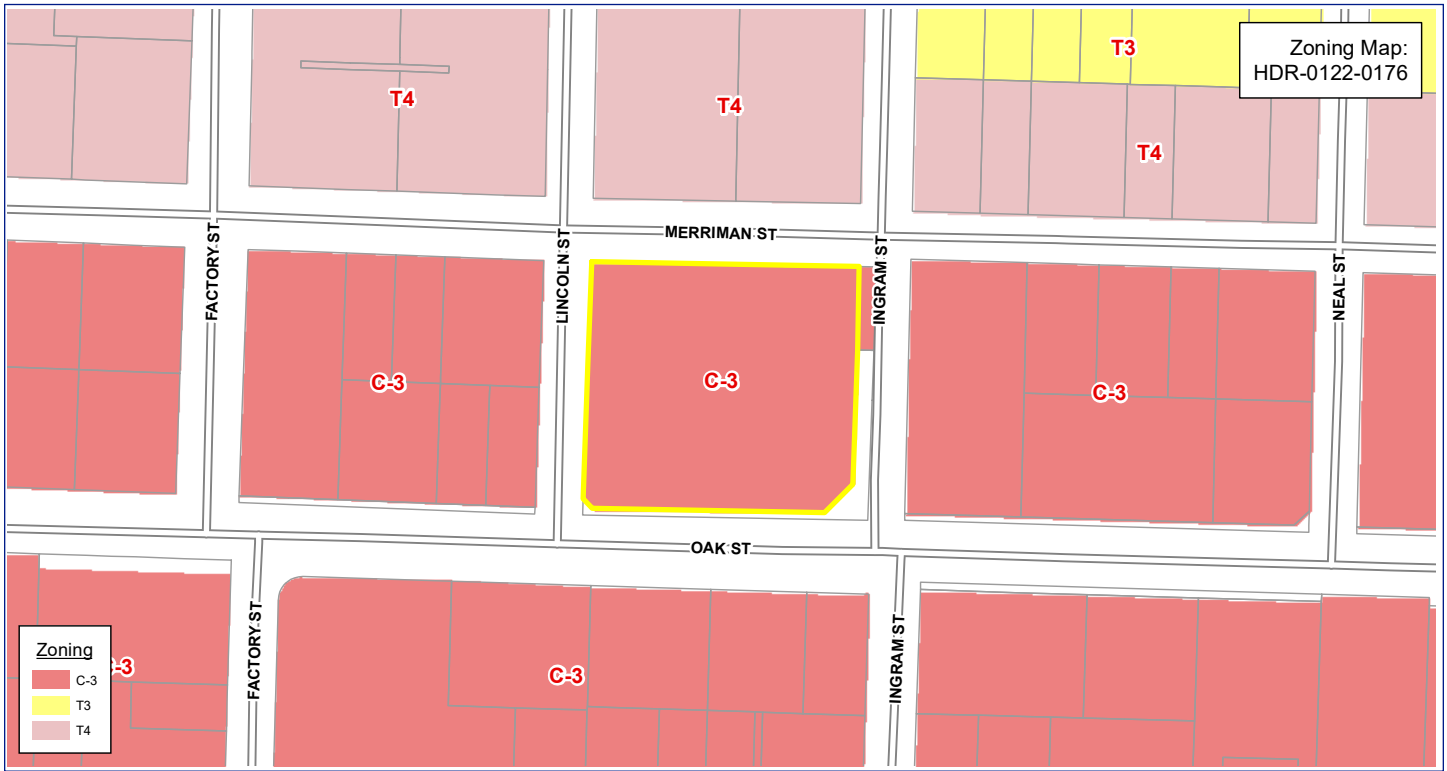 T3
Zoning Map:
HDR-0122-0176
T4
T4
T4
FACTORY ST
LINCOLN ST
MERRIMAN ST
INGRAM ST
NEAL ST
C-3
C-3
C-3
OAK ST
FACTORY ST
INGRAM ST
C-3
-3
Zoning
C-3
T3
T4